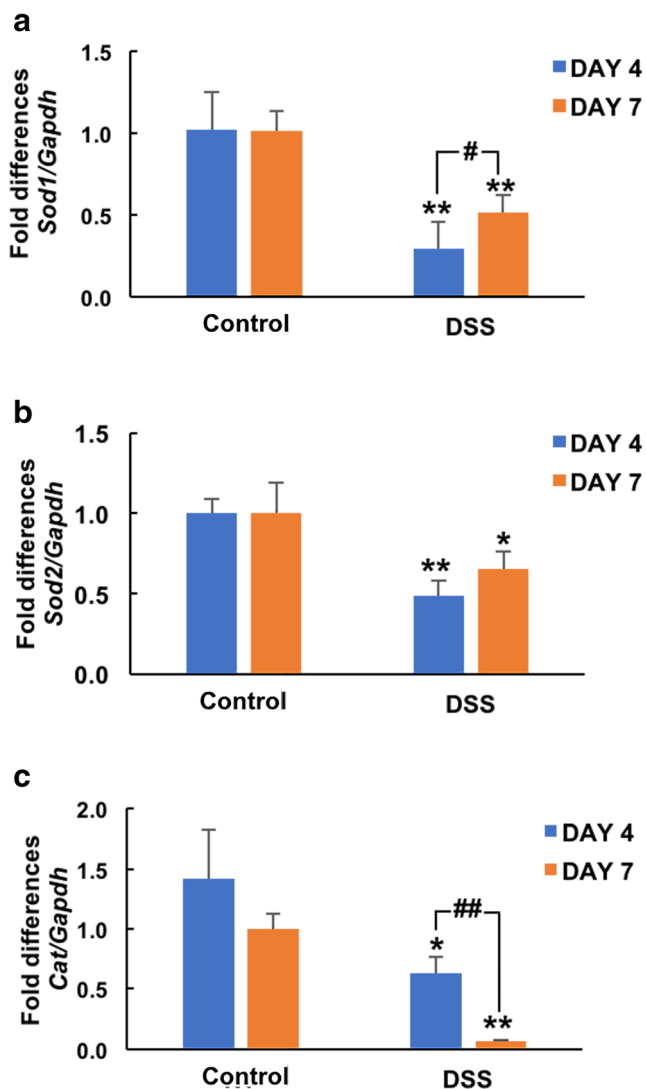 a
Fold differences
Sod1/Gapdh
1.5
1.0
0.5
0.0
DAY 4
DAY 7
#
**
**
Control
DSS
b
Fold differences
Sod2/Gapdh
1.5
1.0
0.5
0.0
DAY 4
DAY 7
**
*
Control
DSS
c
Fold differences
Cat/Gapdh
2.0
1.5
1.0
0.5
0.0
DAY 4
DAY 7
##
*
**
Control
DSS